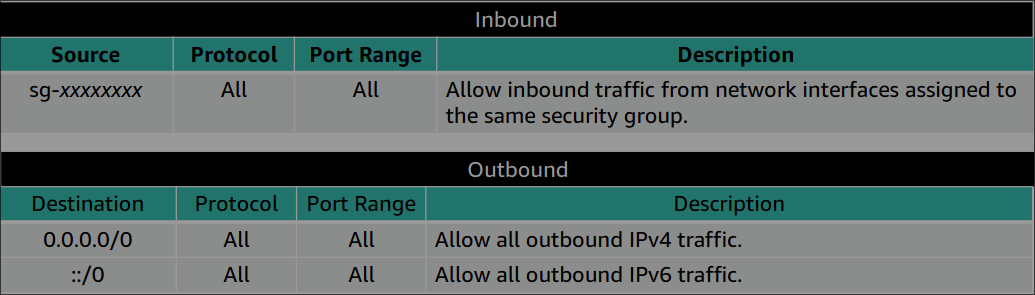 Inbound
Source Protocol Port Range Description
sg-xxxxxxxx All All Allow inbound traffic from network interfaces assigned to
the same security group.
Outbound
Destination Protocol Port Range Description
0.0.0.0/0 All All Allow all outbound IPv4 traffic.
::/0 All All Allow all outbound IPv6 traffic.